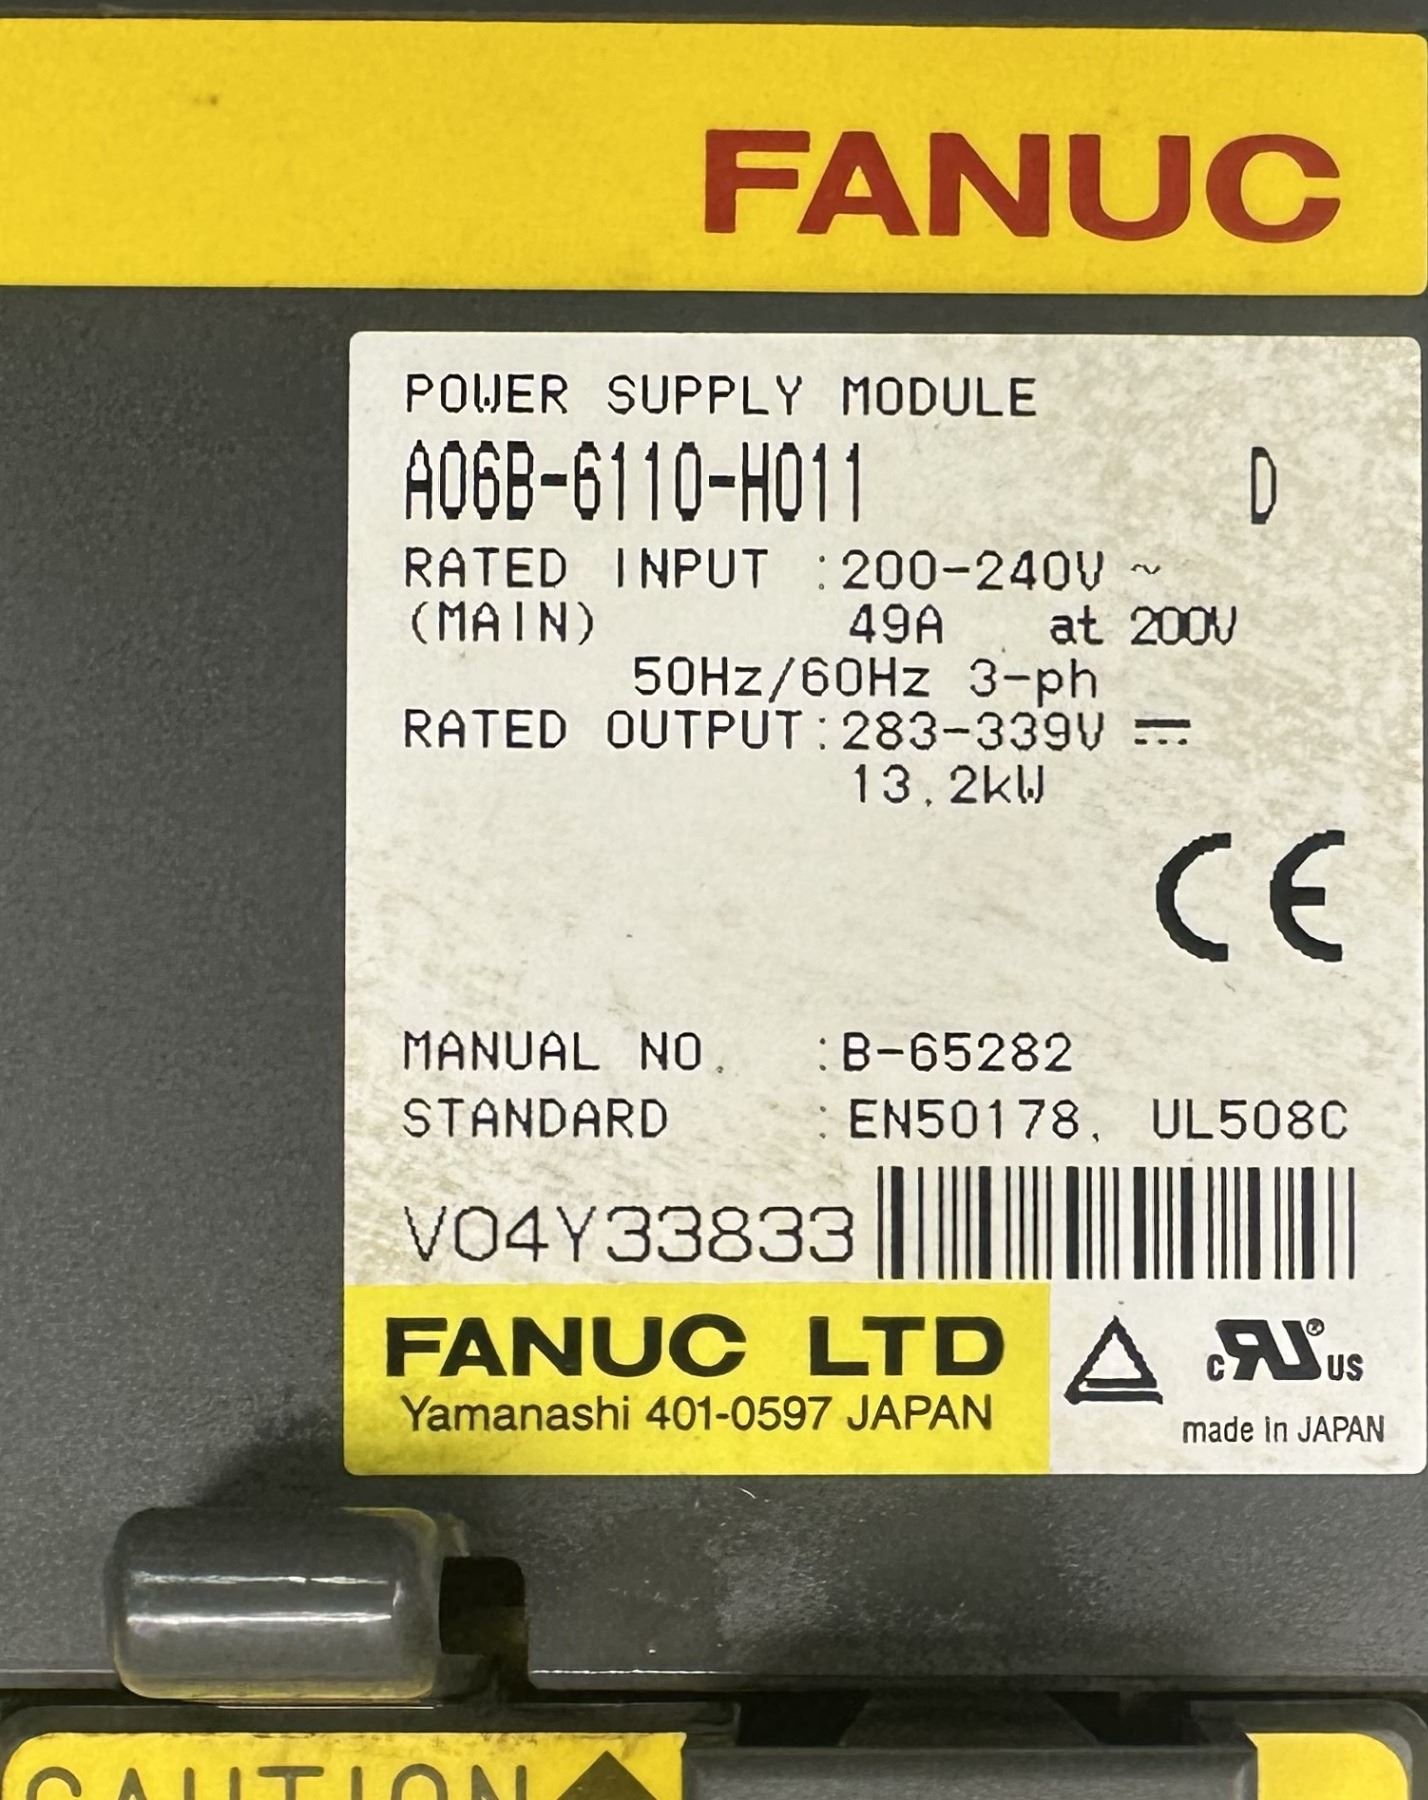 FANUC
POWER SUPPLY MODULE
A06B-6110-H011 D
RATED INPUT :200-240V ~
(MAIN) 49A at 200V
50Hz/60Hz 3-ph
RATED OUTPUT:283-339V ⎓
13.2kW
CE
MANUAL NO. :B-65282
STANDARD :EN50178, UL508C
V04Y33833
FANUC LTD
Yamanashi 401-0597 JAPAN
c RU® US
made in JAPAN
CAUTION